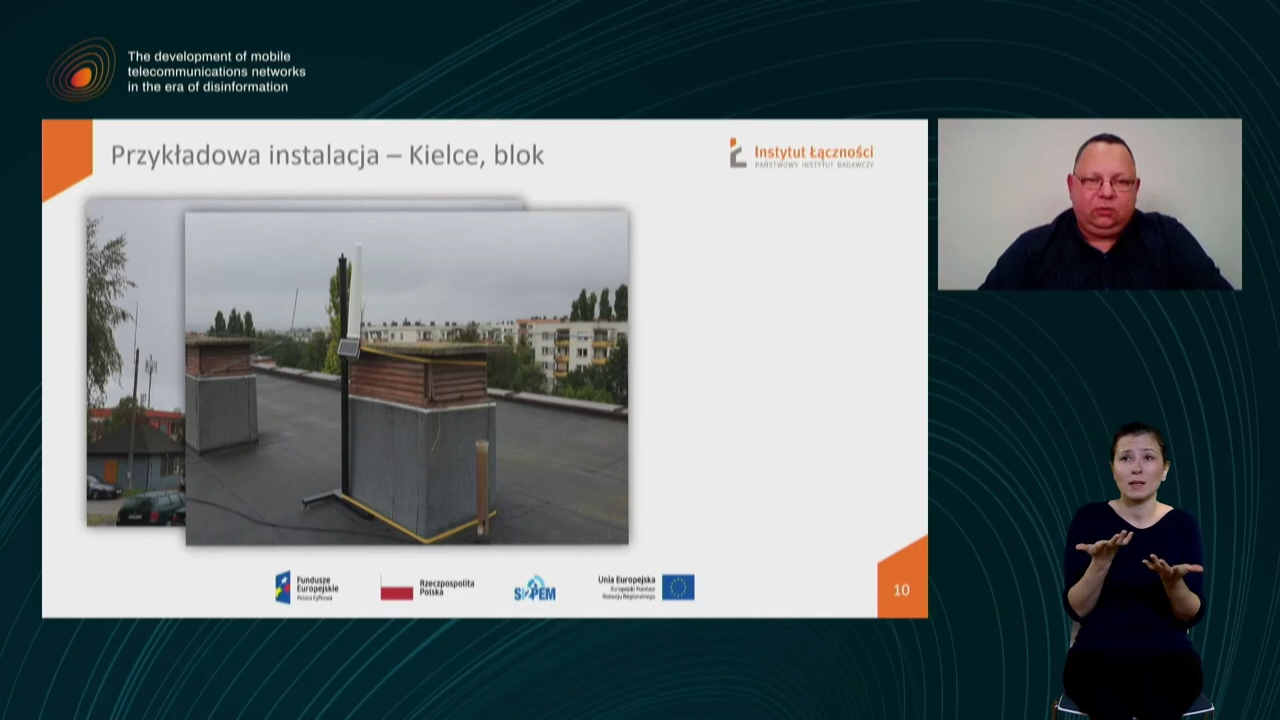 The development of mobile
telecommunications networks
in the era of disinformation
Przykładowa instalacja – Kielce, blok
Instytut Łączności
PAŃSTWOWY INSTYTUT BADAWCZY
Fundusze
Europejskie
Polska Cyfrowa
Rzeczpospolita
Polska
SI2PEM
Unia Europejska
Europejski Fundusz
Rozwoju Regionalnego
10